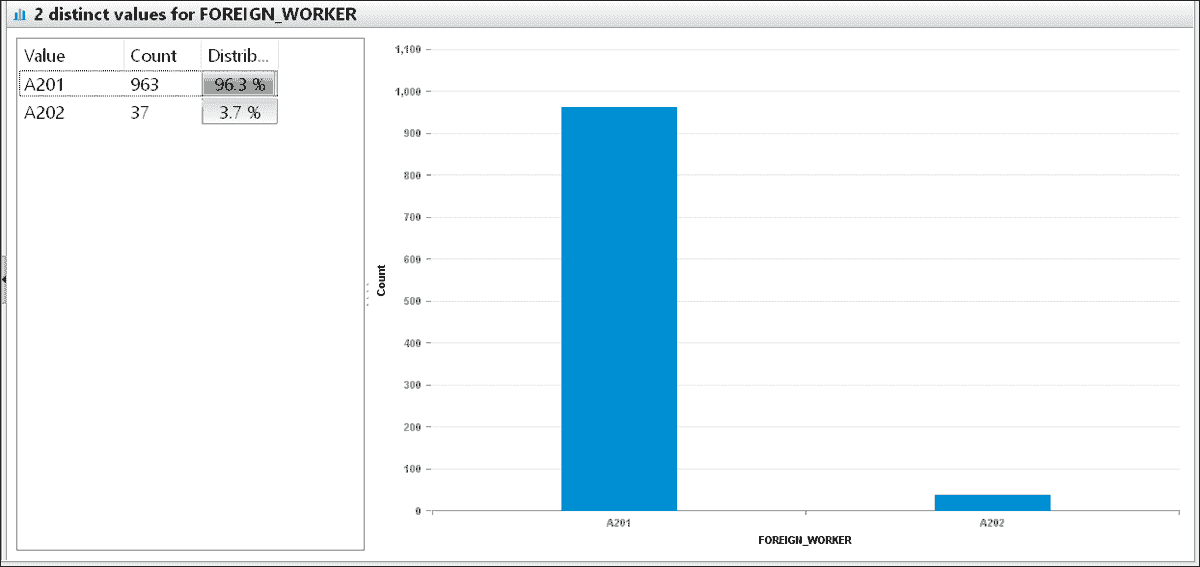 2 distinct values for FOREIGN_WORKER
Value Count Distrib...
A201 963 96.3 %
A202 37 3.7 %
1,100
1,000
900
800
700
600
500
400
300
200
100
0
Count
A201 A202
FOREIGN_WORKER